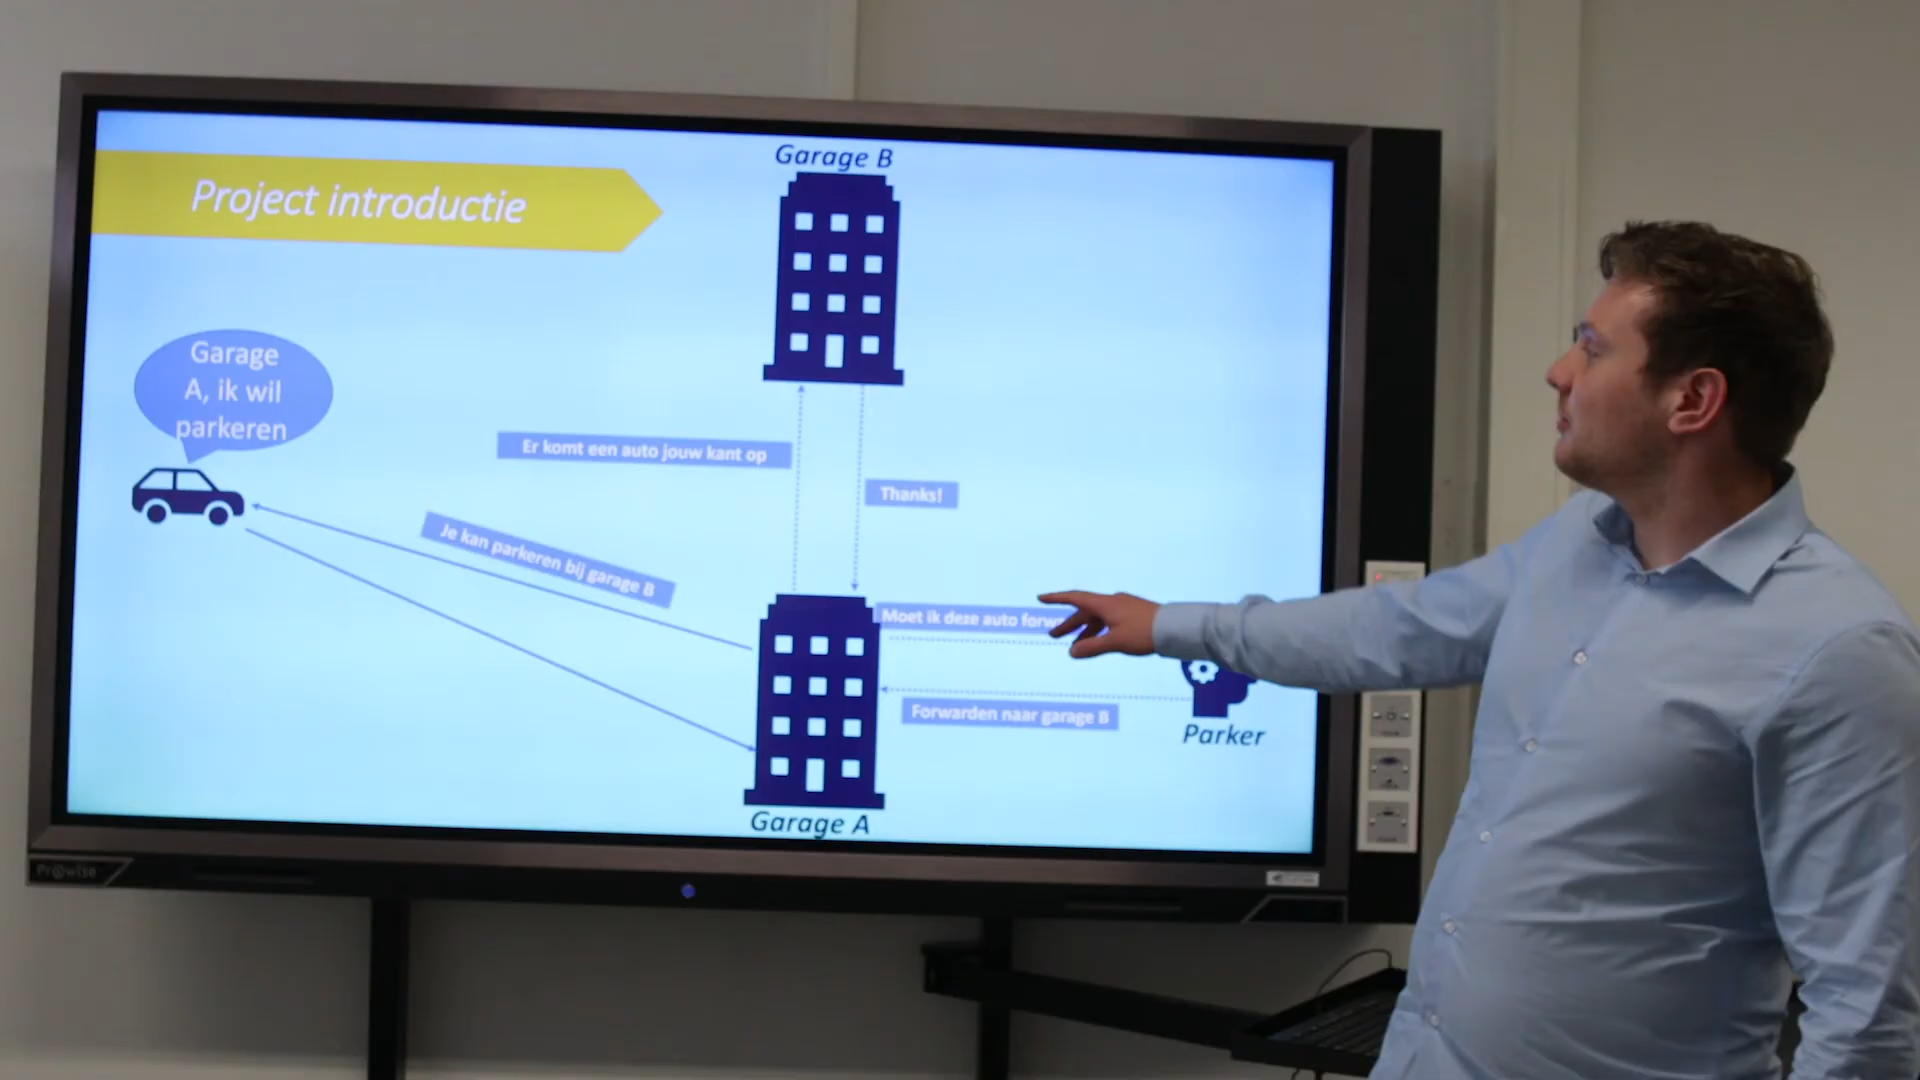 Garage B
Project introductie
Garage
A, ik wil
parkeren
Er komt een auto jouw kant op
Thanks!
Je kan parkeren bij garage B
Moet ik deze auto
Forwarden naar garage B
Parker
Garage A
Prowise